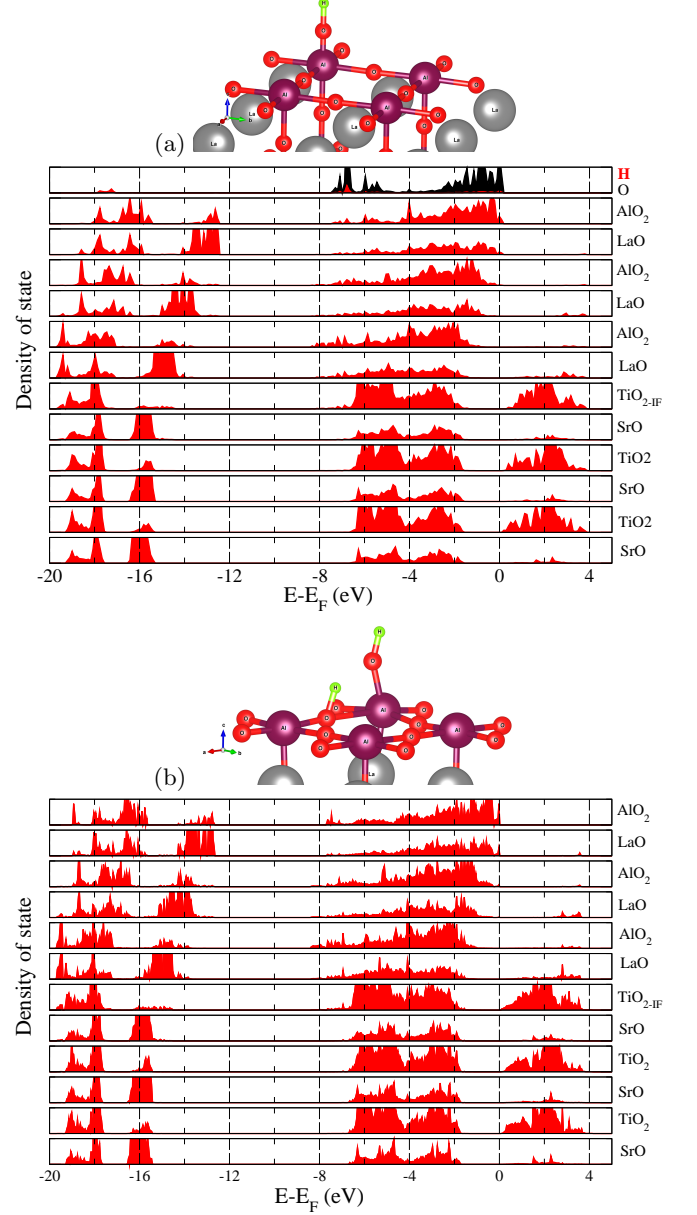 H
O
O
O
Al
O
O
Al
O
O
O
Al
O
O
Al
La
O
La
O
La
La
O
O
La
a
b
(a)
H
O
AlO2
LaO
AlO2
LaO
AlO2
LaO
TiO2-IF
SrO
TiO2
SrO
TiO2
SrO
Density of state
-20 -16 -12 -8 -4 0 4
E-EF (eV)
H
O
H
O
O
O
O
Al
Al
Al
Al
O
O
O
O
O
O
O
O
c
a b
La
(b)
AlO2
LaO
AlO2
LaO
AlO2
LaO
TiO2-IF
SrO
TiO2
SrO
TiO2
SrO
Density of state
-20 -16 -12 -8 -4 0 4
E-EF (eV)